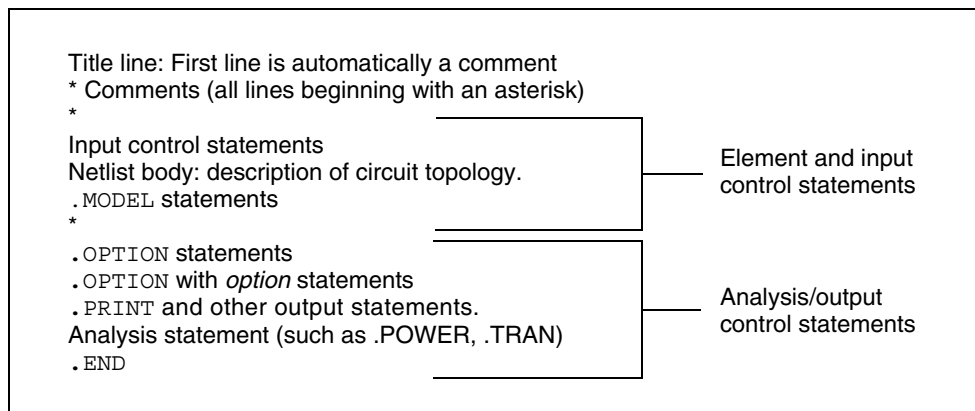 Title line: First line is automatically a comment
* Comments (all lines beginning with an asterisk)
*
Input control statements
Netlist body: description of circuit topology.
.MODEL statements
*
Element and input
control statements
.OPTION statements
.OPTION with option statements
.PRINT and other output statements.
Analysis statement (such as .POWER, .TRAN)
.END
Analysis/output
control statements